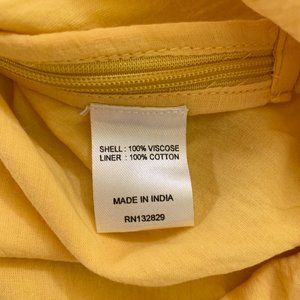 SHELL : 100% VISCOSE
LINER : 100% COTTON
MADE IN INDIA
RN132829